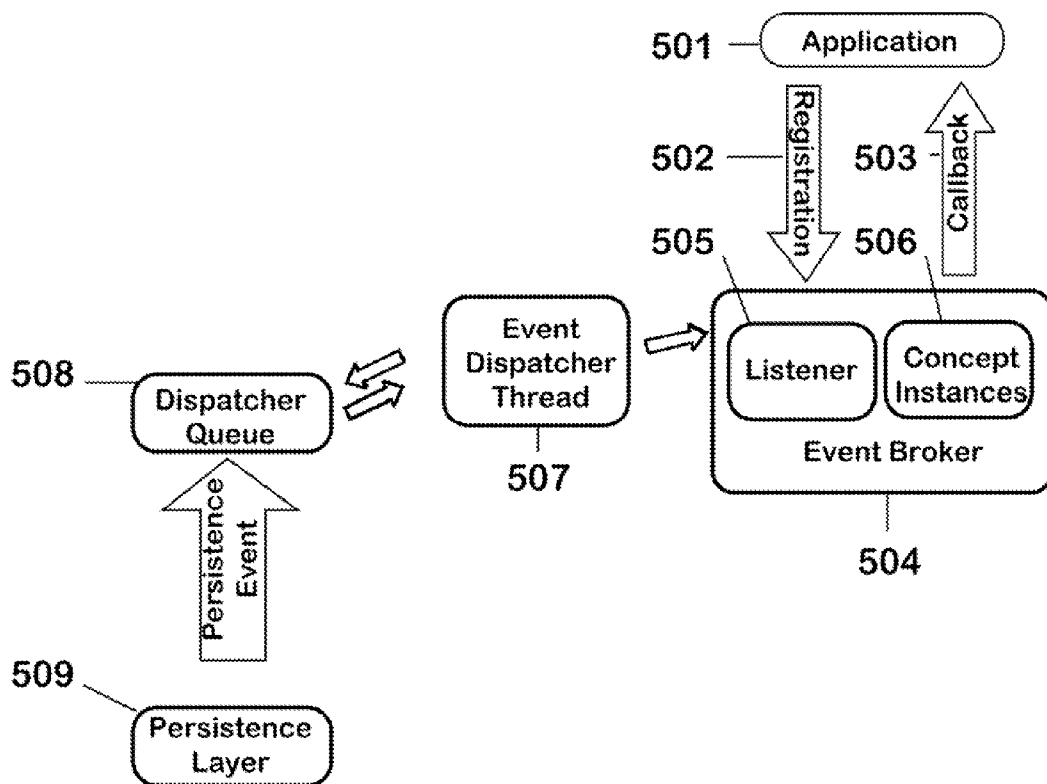 501
Application
502
Registration
503
Callback
505
506
Event
Dispatcher
Thread
Listener
Concept
Instances
508
Dispatcher
Queue
Event Broker
507
504
Persistence
Event
509
Persistence
Layer